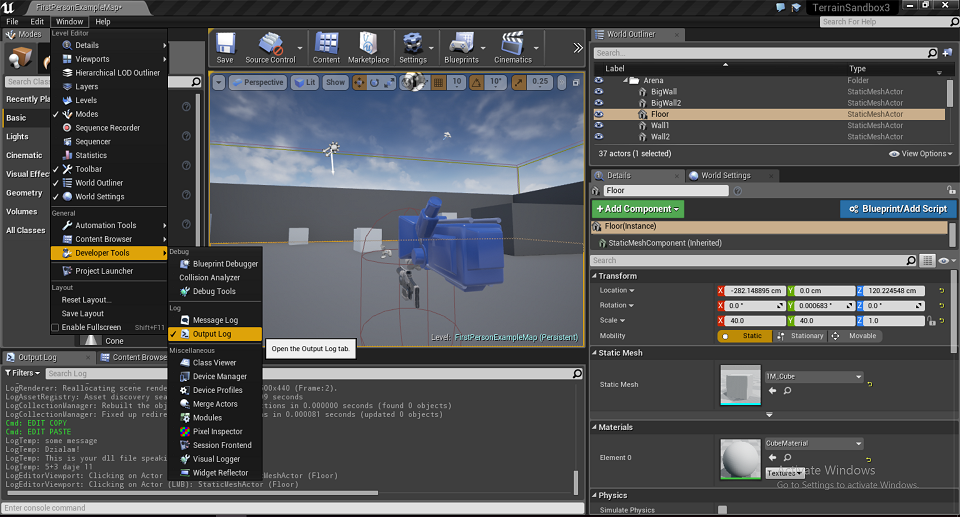 FirstPersonExampleMap*
TerrainSandbox3
File Edit Window Help
Search For Help
Modes
Search Class
Recently Pla
Basic
Lights
Cinematic
Visual Effec
Geometry
Volumes
All Classes
Cone
Level Editor
Details
Viewports
Hierarchical LOD Outliner
Layers
Levels
Modes
Sequence Recorder
Sequencer
Statistics
Toolbar
World Outliner
World Settings
General
Automation Tools
Content Browser
Developer Tools
Project Launcher
Layout
Reset Layout...
Save Layout
Enable Fullscreen Shift+F11
Debug
Blueprint Debugger
Collision Analyzer
Debug Tools
Log
Message Log
Output Log
Miscellaneous
Class Viewer
Device Manager
Device Profiles
Merge Actors
Modules
Pixel Inspector
Session Frontend
Visual Logger
Widget Reflector
Open the Output Log tab.
Save Source Control Content Marketplace Settings Blueprints Cinematics
Perspective Lit Show 10 10° 0.25
Level: FirstPersonExampleMap (Persistent)
Output Log
Content Browser
Filters Search Log
LogRenderer: Reallocating scene render 600x440 (Frame:2).
LogAssetRegistry: Asset discovery sear 09 seconds
LogCollectionManager: Rebuilt the obj ctions in 0.000000 seconds (found 0 objects)
LogCollectionManager: Fixed up redire in 0.000081 seconds (updated 0 objects)
Cmd: EDIT COPY
Cmd: EDIT PASTE
LogTemp: some message
LogTemp: Dzialam!
LogTemp: This is your dll file speaki
LogTemp: 5+3 daje 11
LogEditorViewport: Clicking on Actor MeshActor (Floor)
LogEditorViewport: Clicking on Actor (LMB): StaticMeshActor (Floor)
Enter console command
World Outliner
Search...
Label Type
Arena Folder
BigWall StaticMeshActor
BigWall2 StaticMeshActor
Floor StaticMeshActor
Wall1 StaticMeshActor
Wall2 StaticMeshActor
37 actors (1 selected) View Options
Details World Settings
Floor
+ Add Component Blueprint/Add Script
Floor(Instance)
StaticMeshComponent (Inherited)
Search
Transform
Location X -282.148895 cm Y 0.0 cm Z 120.224548 cm
Rotation X 0.0 ° Y 0.000683 ° Z 0.0 °
Scale X 40.0 Y 40.0 Z 1.0
Mobility Static Stationary Movable
Static Mesh
Static Mesh 1M_Cube
Materials
Element 0 CubeMaterial
Textures
Activate Windows
Go to Settings to activate Windows.
Physics
Simulate Physics